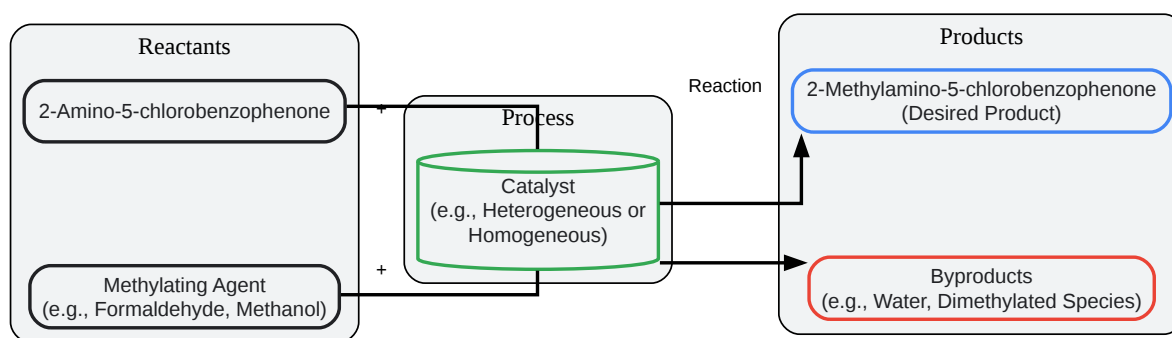 Reactants
2-Amino-5-chlorobenzophenone
+
Methylating Agent
(e.g., Formaldehyde, Methanol)
+
Process
Catalyst
(e.g., Heterogeneous or
Homogeneous)
Reaction
Products
2-Methylamino-5-chlorobenzophenone
(Desired Product)
Byproducts
(e.g., Water, Dimethylated Species)